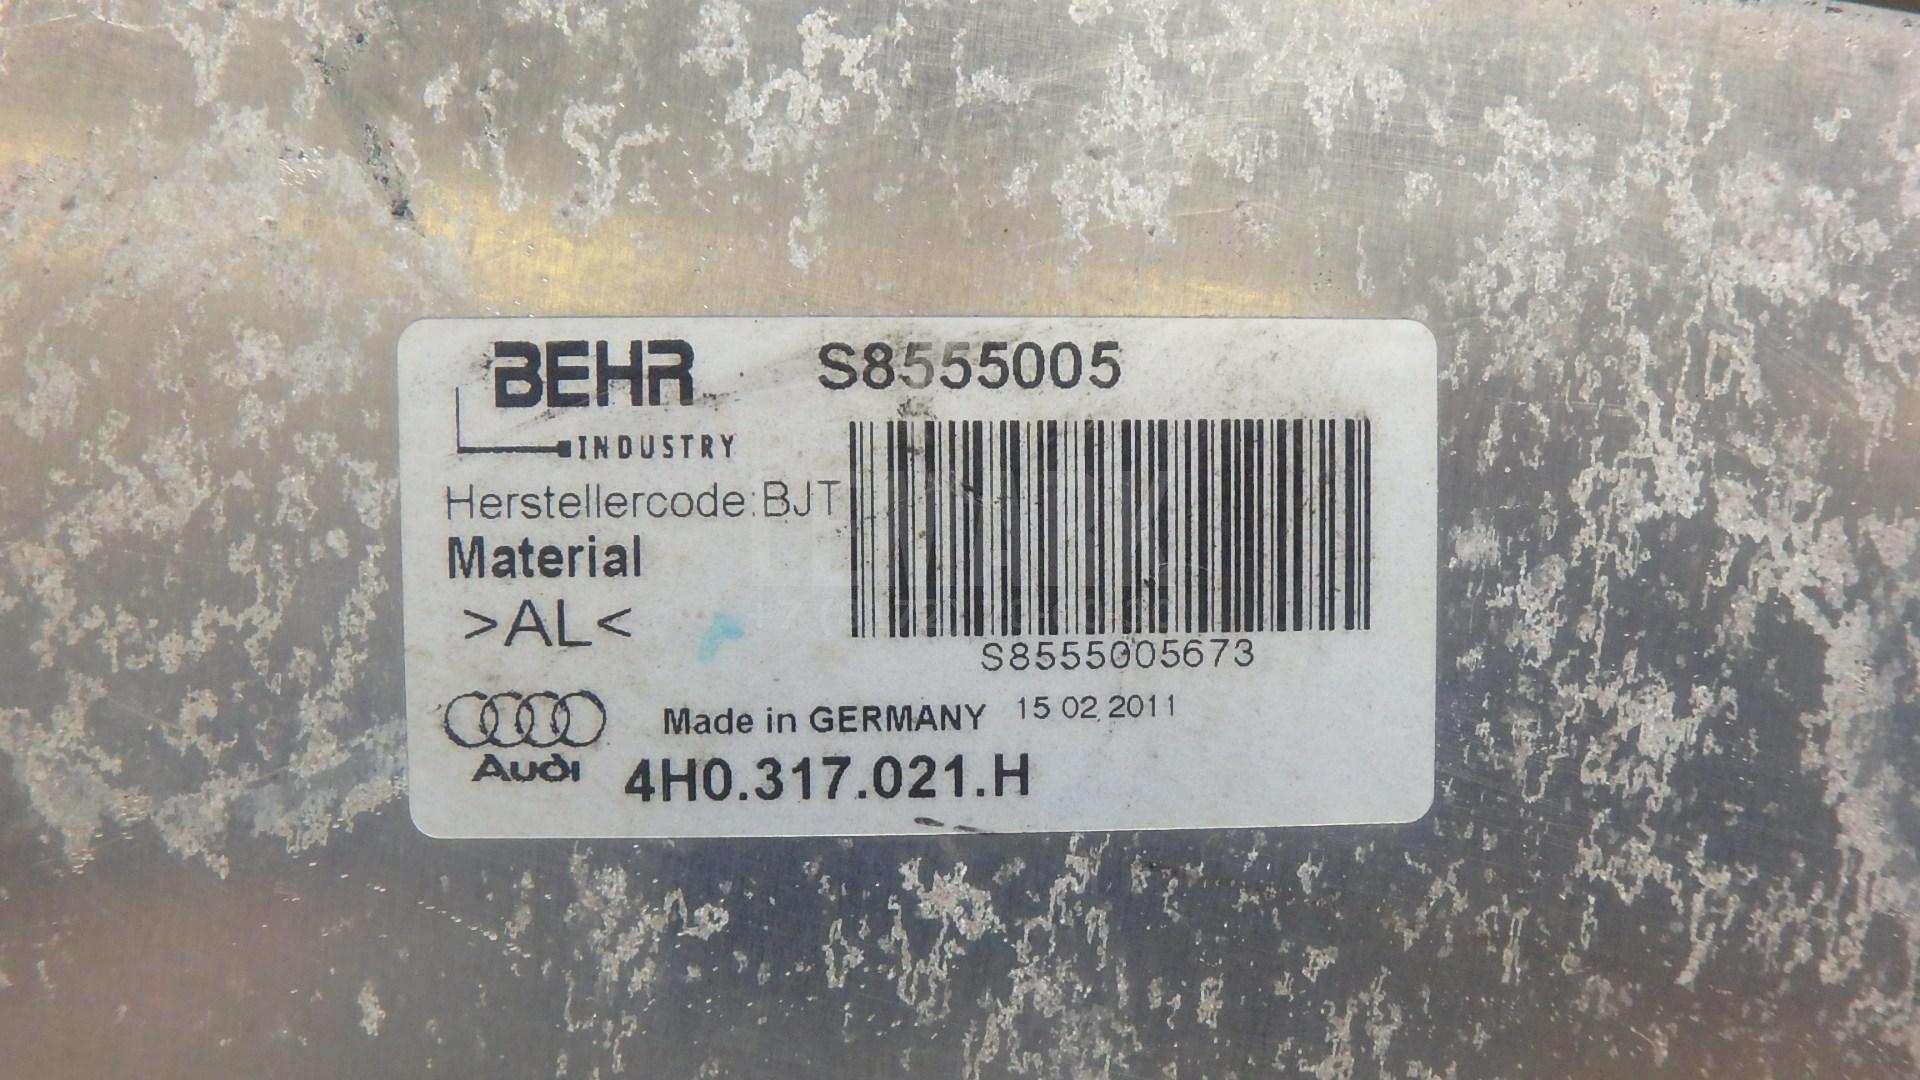 BEHR S8555005
INDUSTRY
Herstellercode: BJT
Material
>AL<
S8555005673
Made in GERMANY 15 02 2011
Audi 4H0.317.021.H